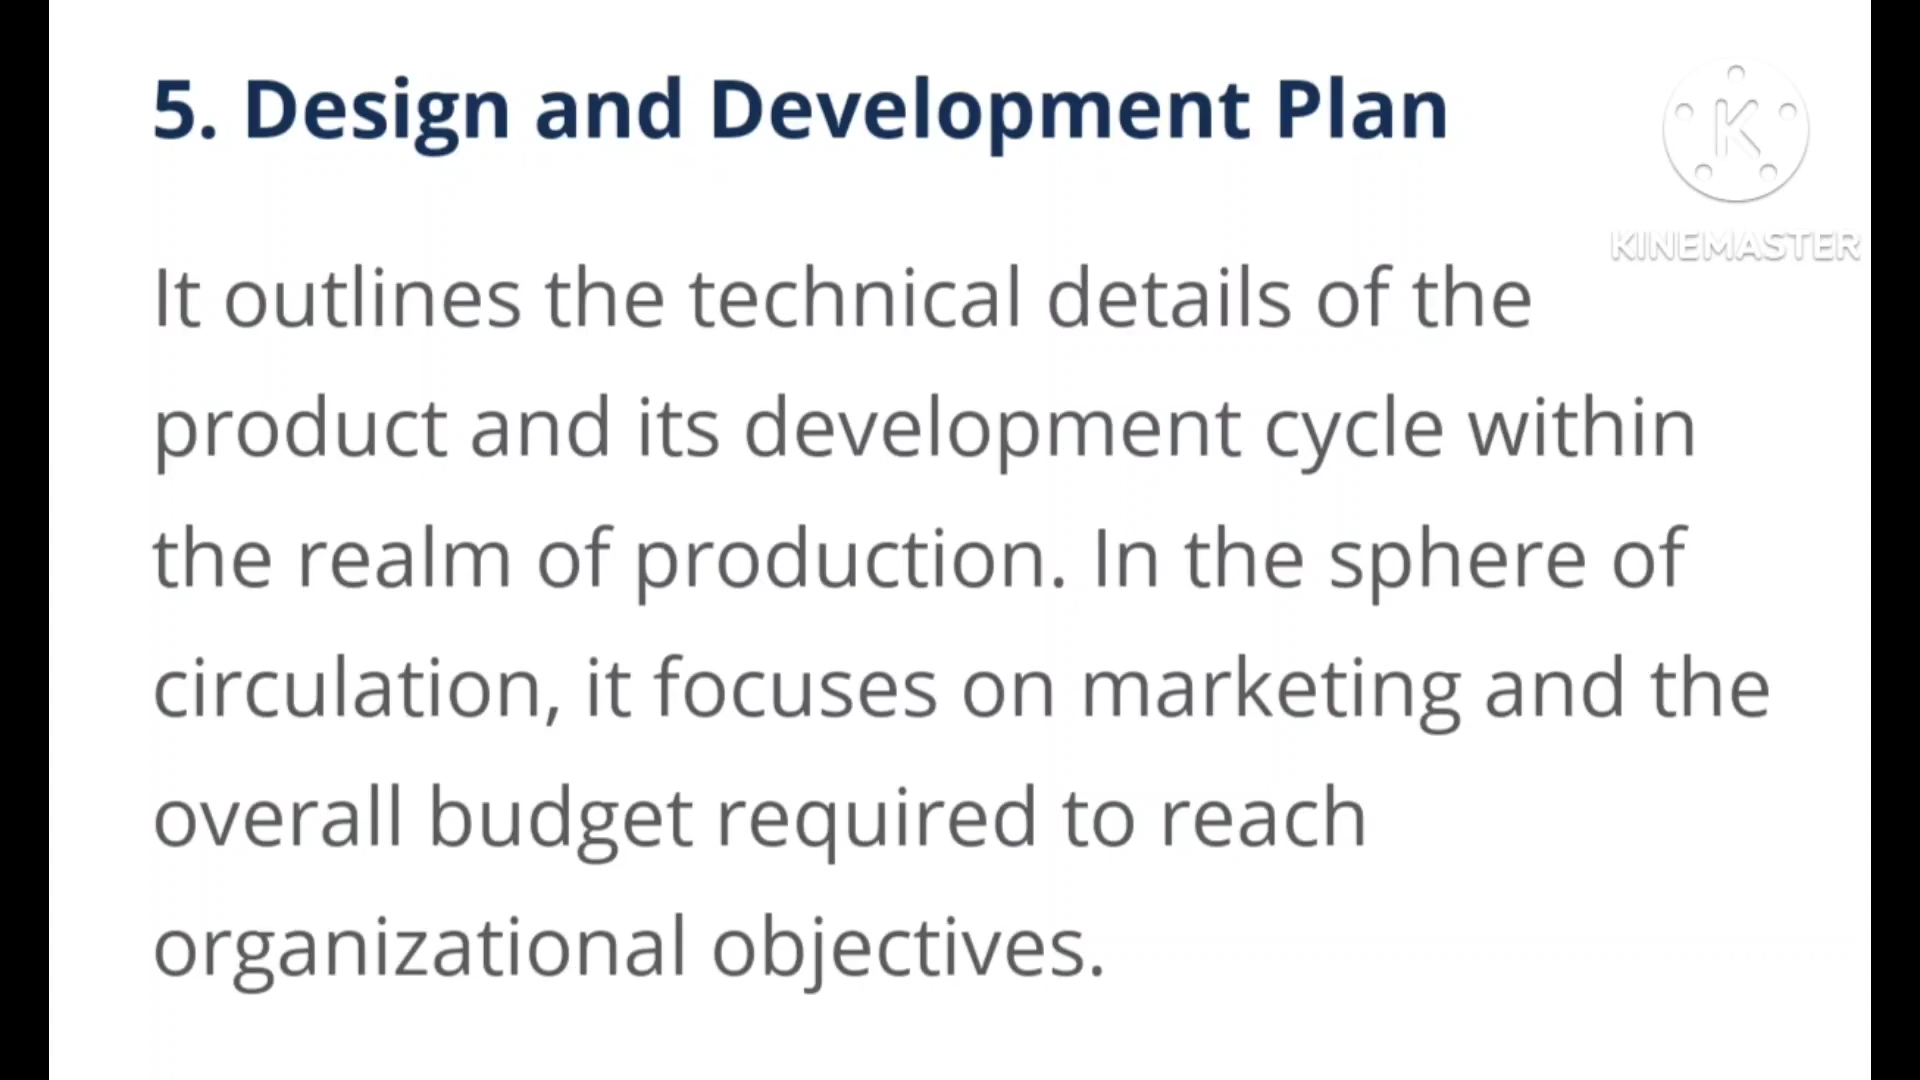 5. Design and Development Plan
K
KINEMASTER
It outlines the technical details of the
product and its development cycle within
the realm of production. In the sphere of
circulation, it focuses on marketing and the
overall budget required to reach
organizational objectives.